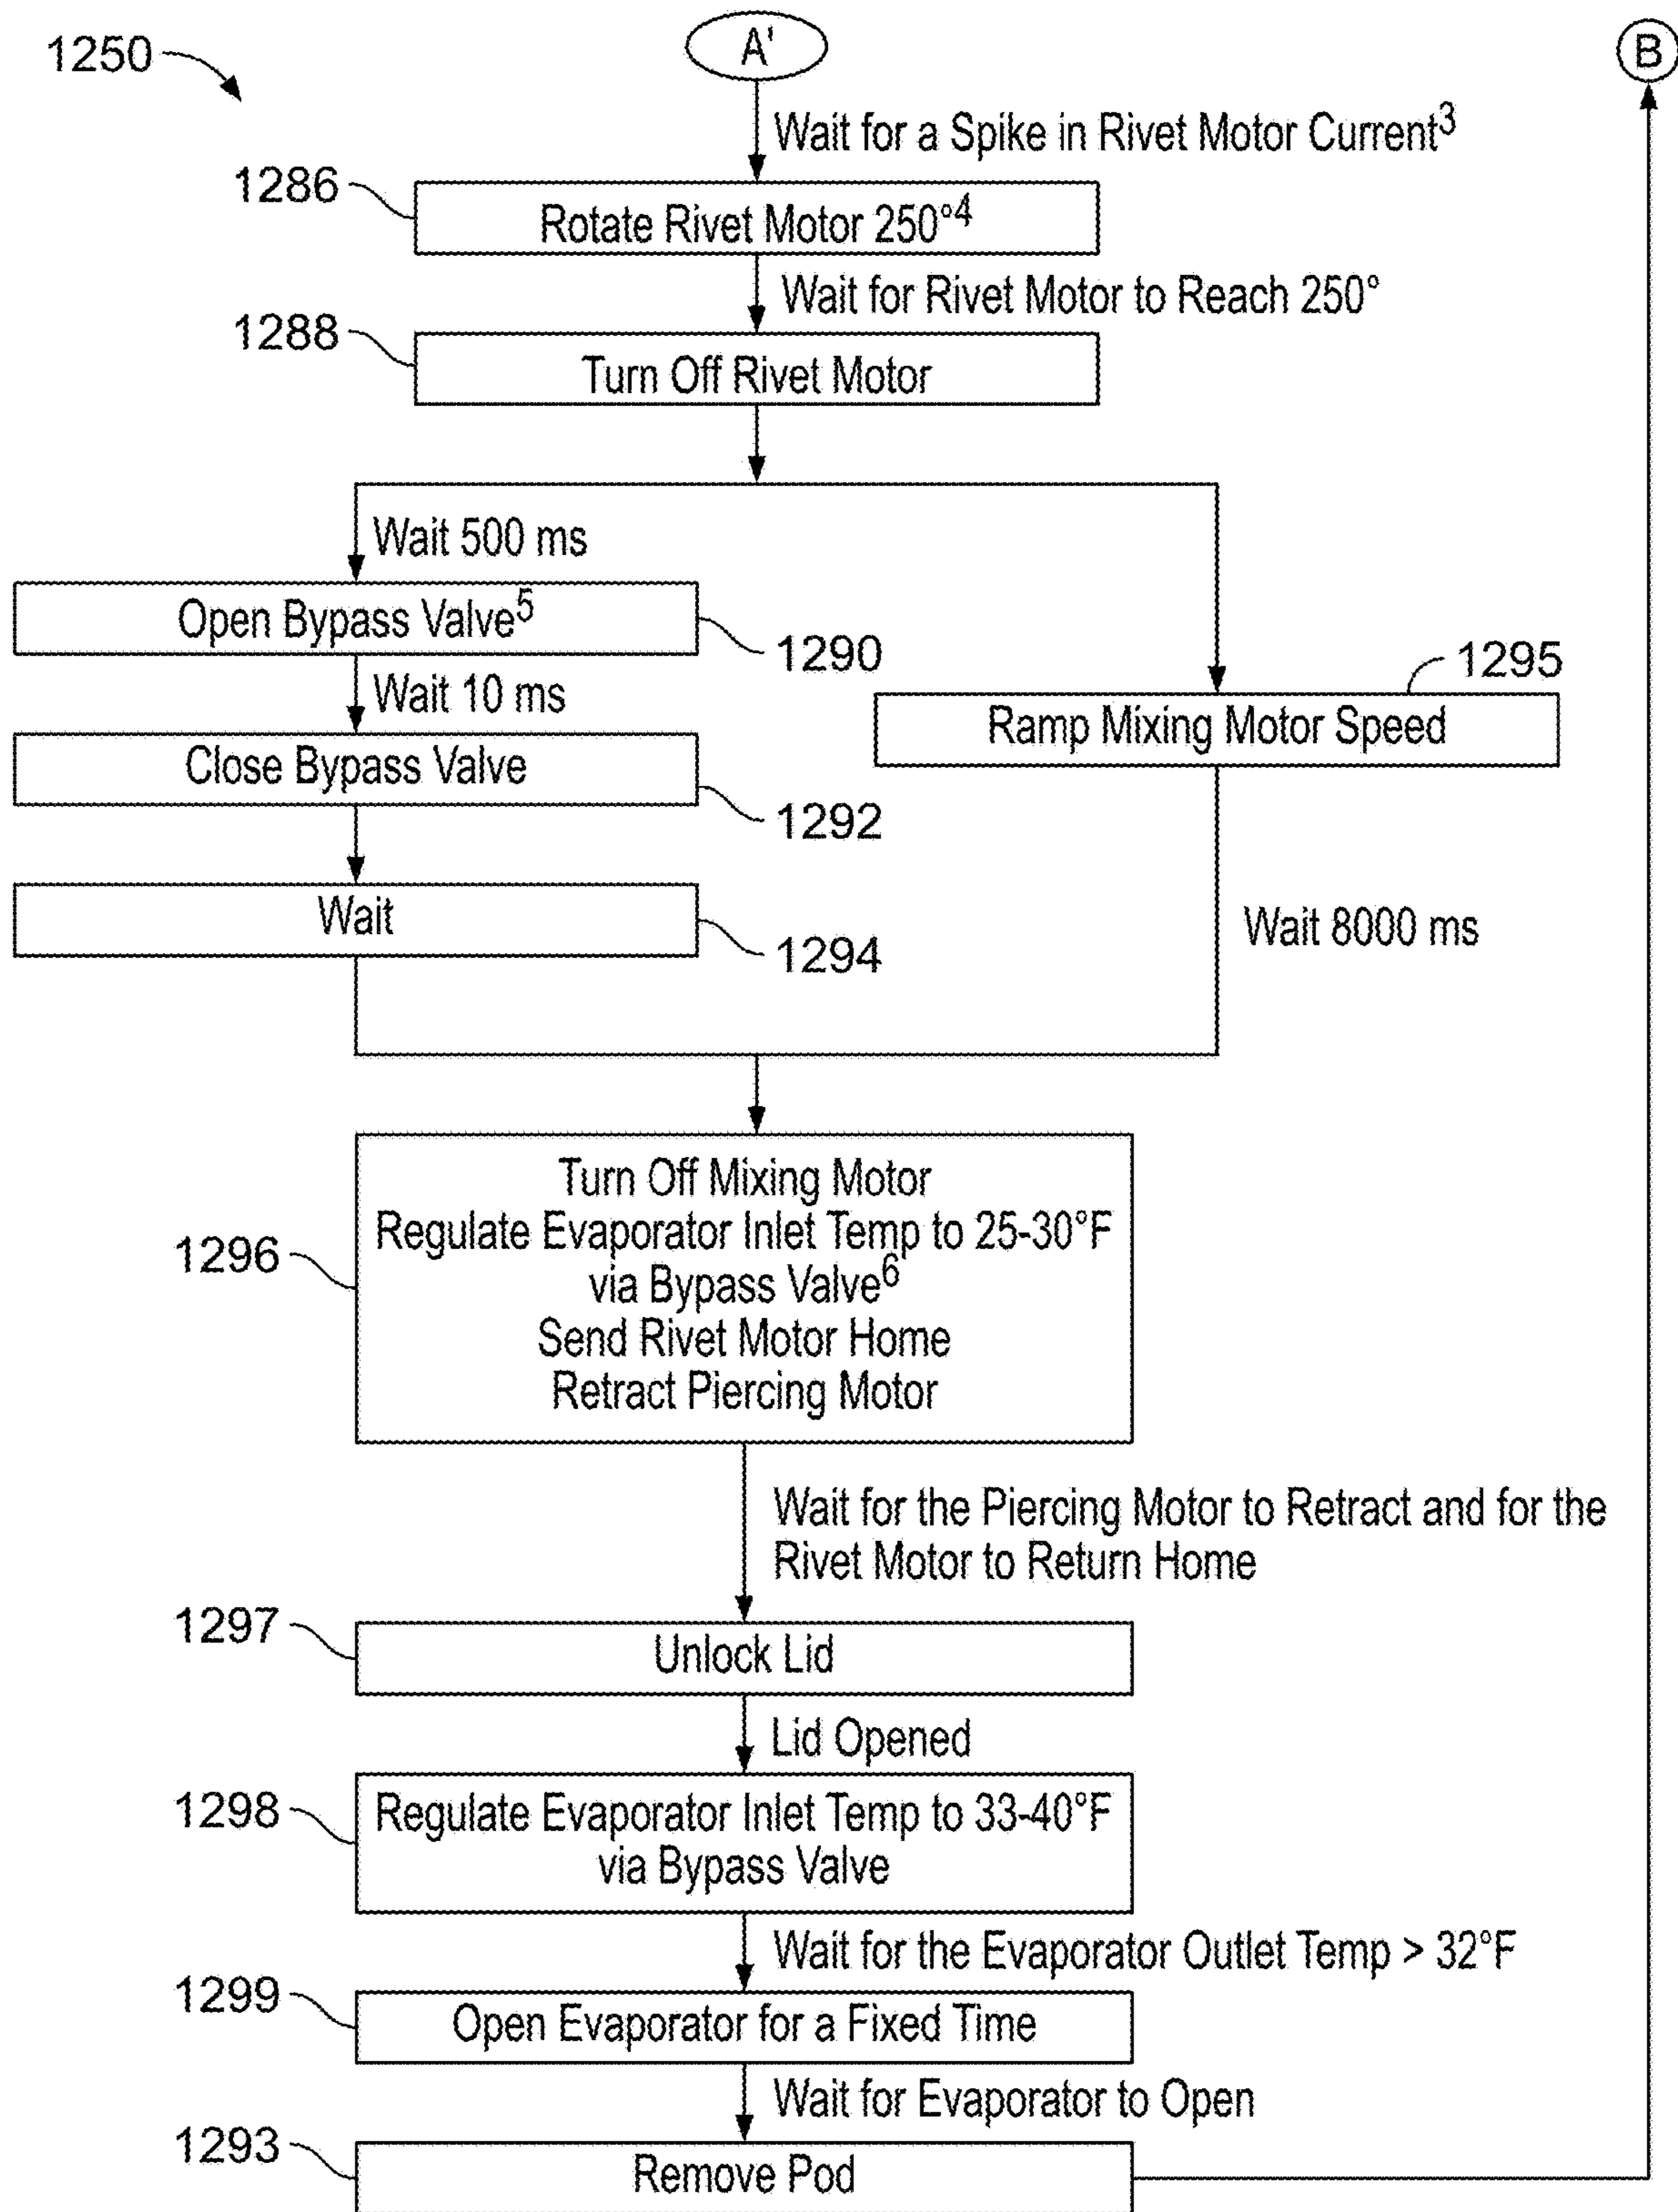 1250
A'
B
Wait for a Spike in Rivet Motor Current3
1286
Rotate Rivet Motor 250°4
Wait for Rivet Motor to Reach 250°
1288
Turn Off Rivet Motor
Wait 500 ms
Open Bypass Valve5
1290
Wait 10 ms
1295
Ramp Mixing Motor Speed
Close Bypass Valve
1292
Wait
1294
Wait 8000 ms
1296
Turn Off Mixing Motor
Regulate Evaporator Inlet Temp to 25-30°F
via Bypass Valve6
Send Rivet Motor Home
Retract Piercing Motor
Wait for the Piercing Motor to Retract and for the
Rivet Motor to Return Home
1297
Unlock Lid
Lid Opened
1298
Regulate Evaporator Inlet Temp to 33-40°F
via Bypass Valve
Wait for the Evaporator Outlet Temp > 32°F
1299
Open Evaporator for a Fixed Time
Wait for Evaporator to Open
1293
Remove Pod